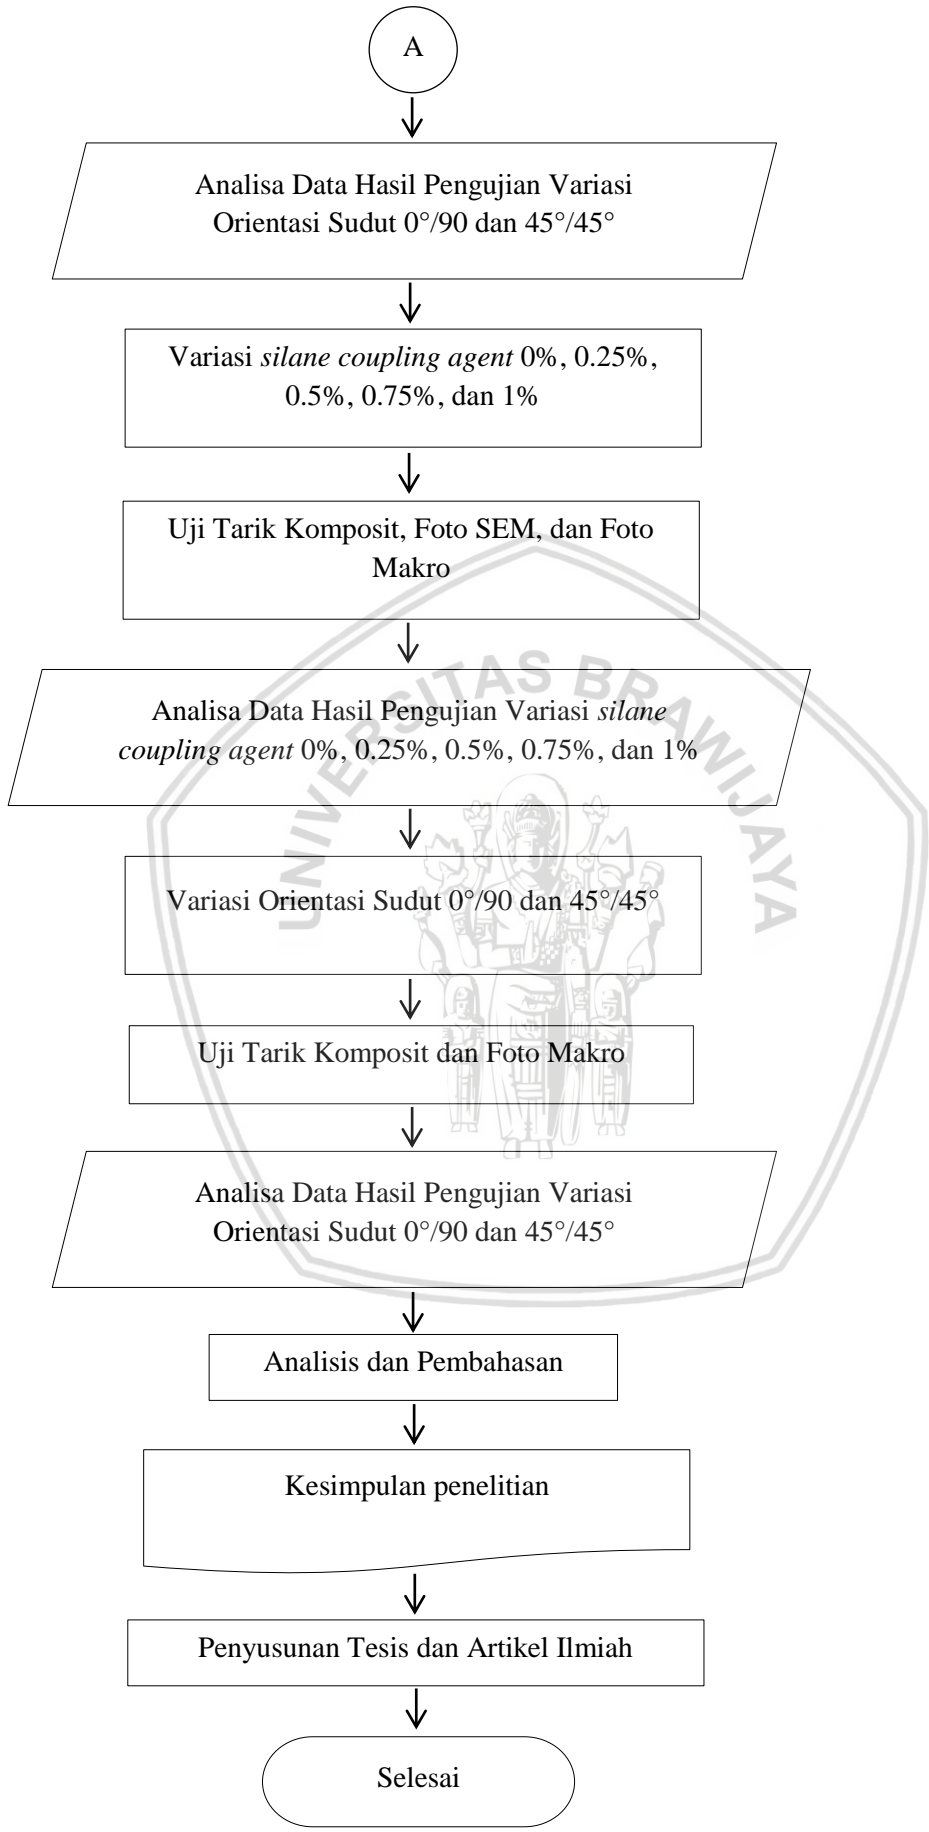 A
Analisa Data Hasil Pengujian Variasi
Orientasi Sudut 0°/90 dan 45°/45°
Variasi silane coupling agent 0%, 0.25%,
0.5%, 0.75%, dan 1%
Uji Tarik Komposit, Foto SEM, dan Foto
Makro
UNIVERSITAS BRAWIJAYA
Analisa Data Hasil Pengujian Variasi silane
coupling agent 0%, 0.25%, 0.5%, 0.75%, dan 1%
Variasi Orientasi Sudut 0°/90 dan 45°/45°
Uji Tarik Komposit dan Foto Makro
Analisa Data Hasil Pengujian Variasi
Orientasi Sudut 0°/90 dan 45°/45°
Analisis dan Pembahasan
Kesimpulan penelitian
Penyusunan Tesis dan Artikel Ilmiah
Selesai